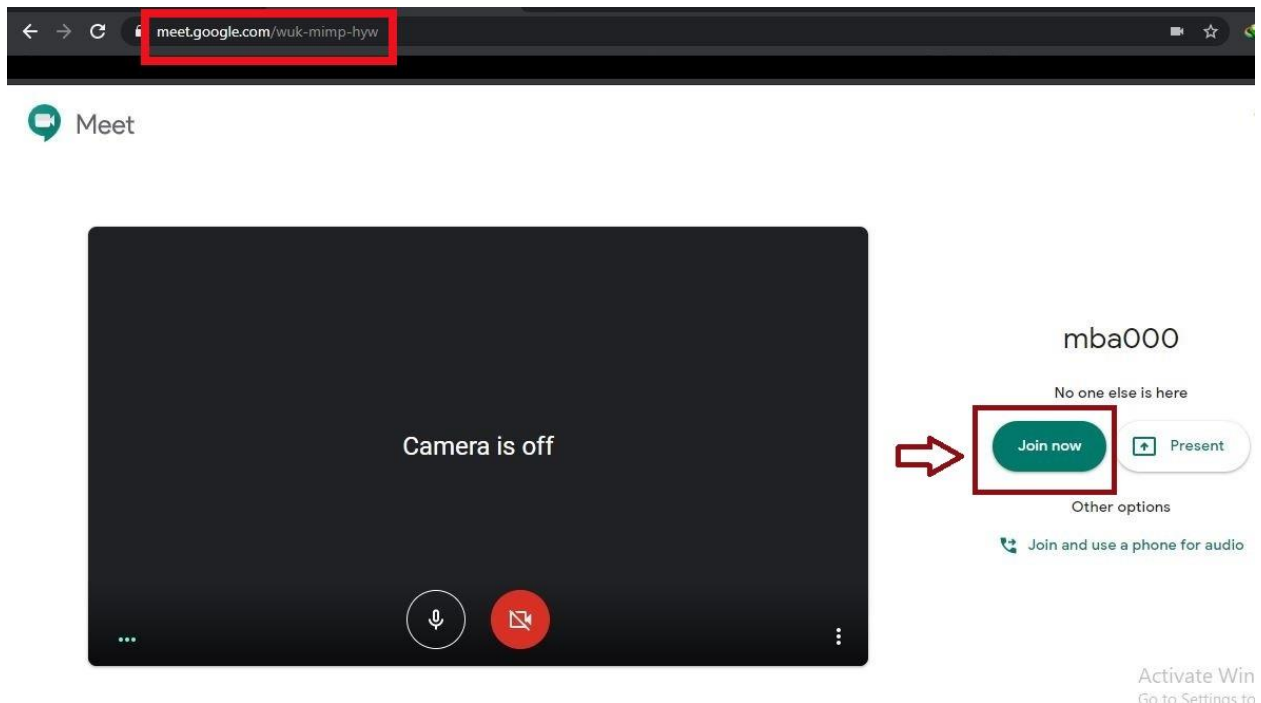 meet.google.com/wuk-mimp-hyw
Meet
Camera is off
mba000
No one else is here
Join now
Present
Other options
Join and use a phone for audio
Activate Win
Go to Settings to